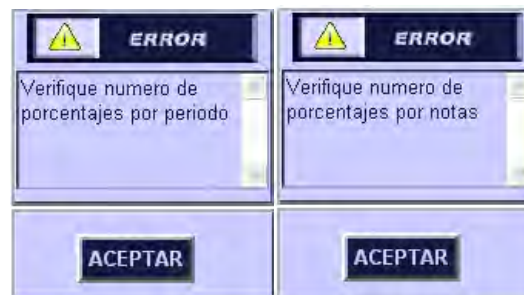 ERROR
Verifique numero de
porcentajes por periodo
ACEPTAR
ERROR
Verifique numero de
porcentajes por notas
ACEPTAR